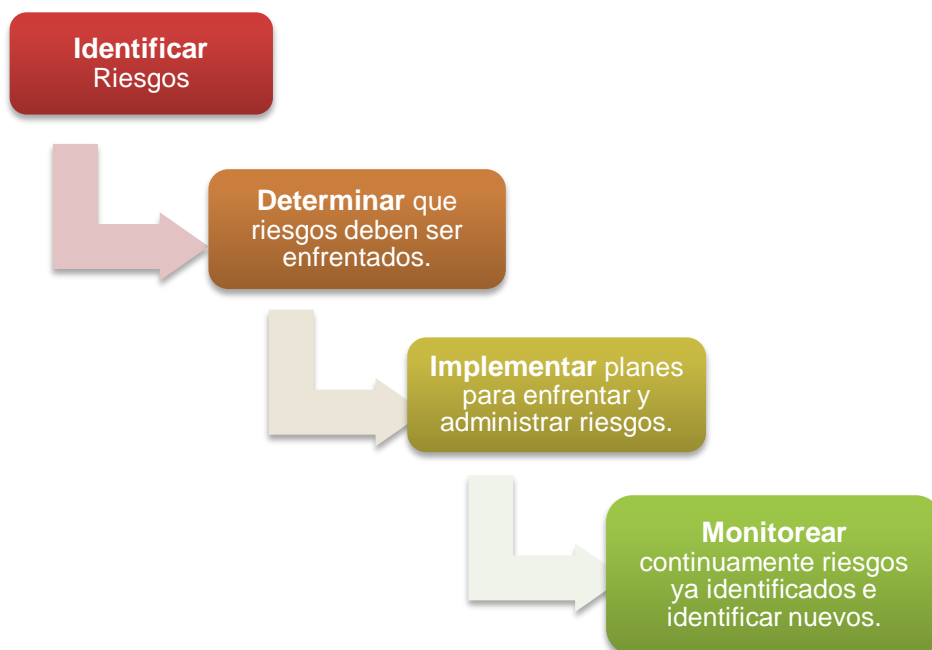 Identificar
Riesgos
Determinar que
riesgos deben ser
enfrentados.
Implementar planes
para enfrentar y
administrar riesgos.
Monitorear
continuamente riesgos
ya identificados e
identificar nuevos.